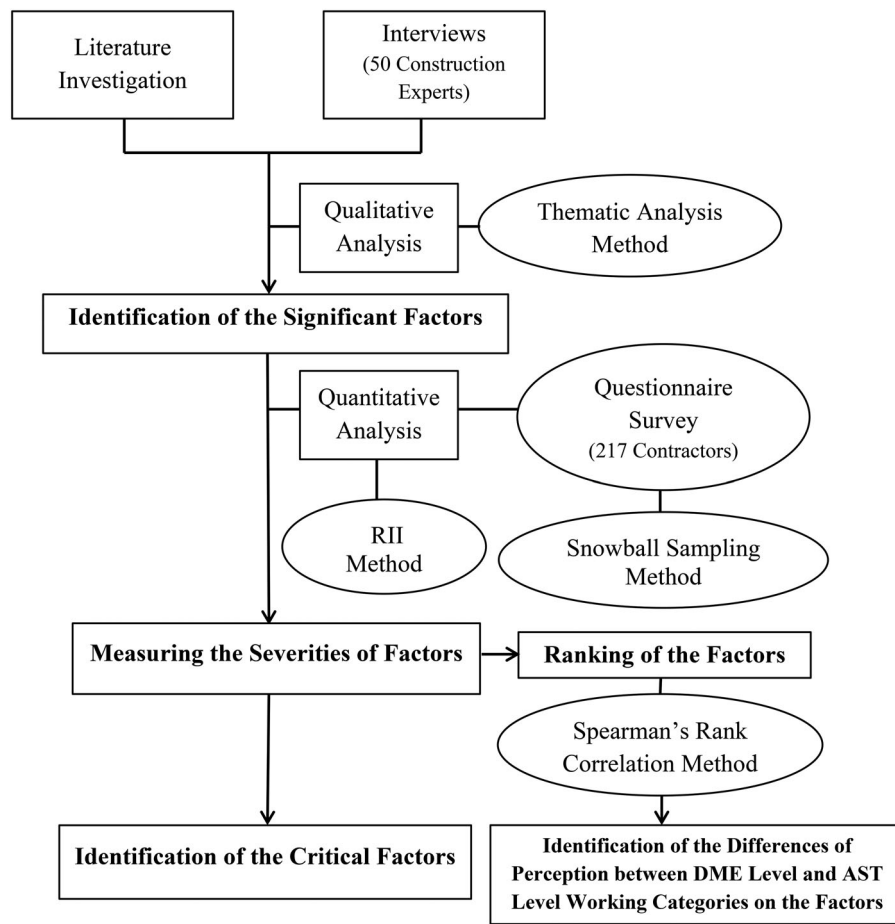 Literature
Investigation
Interviews
(50 Construction
Experts)
Qualitative
Analysis
Thematic Analysis
Method
Identification of the Significant Factors
Quantitative
Analysis
Questionnaire
Survey
(217 Contractors)
RII
Method
Snowball Sampling
Method
Measuring the Severities of Factors
Ranking of the Factors
Spearman’s Rank
Correlation Method
Identification of the Critical Factors
Identification of the Differences of
Perception between DME Level and AST
Level Working Categories on the Factors